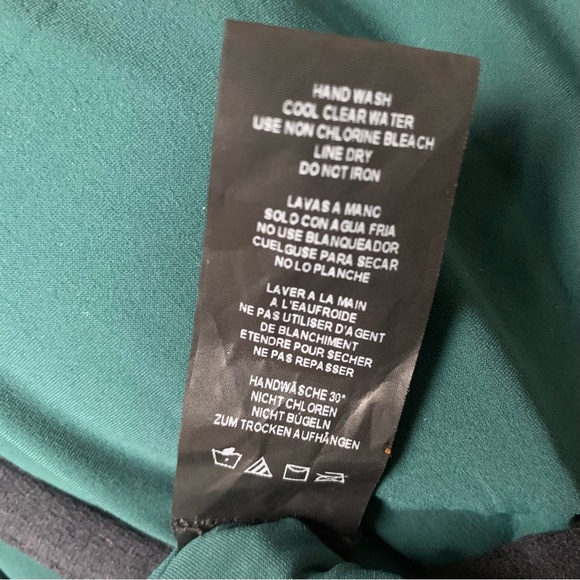 HAND WASH
COOL CLEAR WATER
USE NON CHLORINE BLEACH
LINE DRY
DO NOT IRON
LAVAS A MANO
SOLO CON AGUA FRIA
NO USE BLANQUEADOR
CUELGUSE PARA SECAR
NO LO PLANCHE
LAVER A LA MAIN
A L'EAUFROIDE
NE PAS UTILISER D'AGENT
DE BLANCHIMENT
ETENDRE POUR SECHER
NE PAS REPASSER
HANDWÄSCHE 30°
NICHT CHLOREN
NICHT BÜGELN
ZUM TROCKEN AUFHÄNGEN